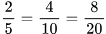 2/5 = 4/10 = 8/20